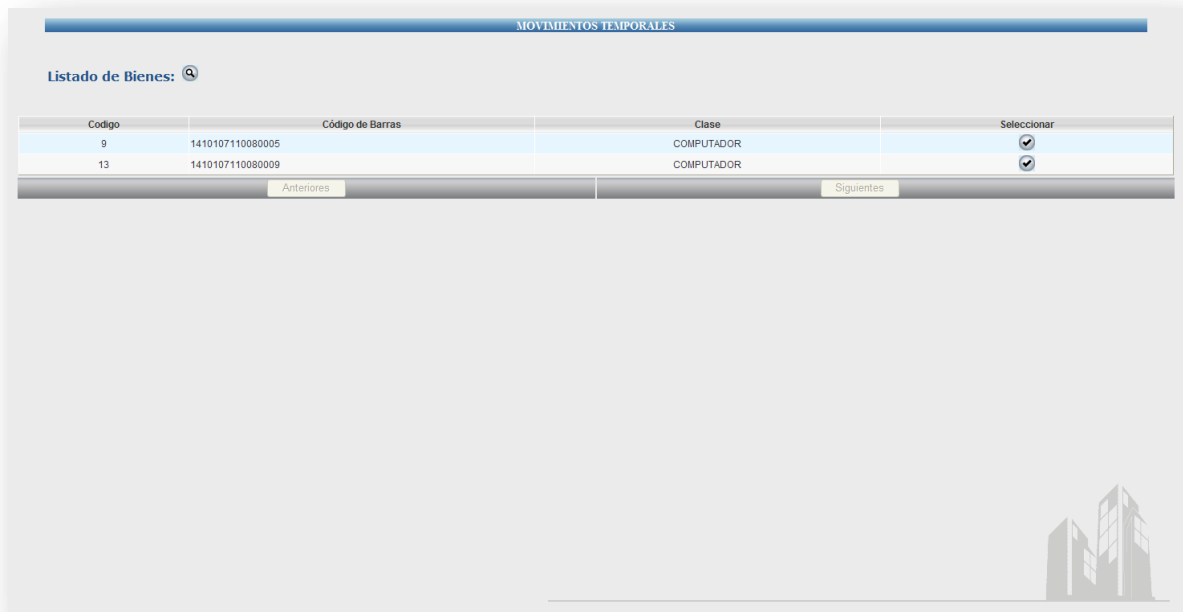 MOVIMIENTOS TEMPORALES
Listado de Bienes:
Codigo Código de Barras Clase Seleccionar
9 1410107110080005 COMPUTADOR
13 1410107110080009 COMPUTADOR
Anteriores Siguientes